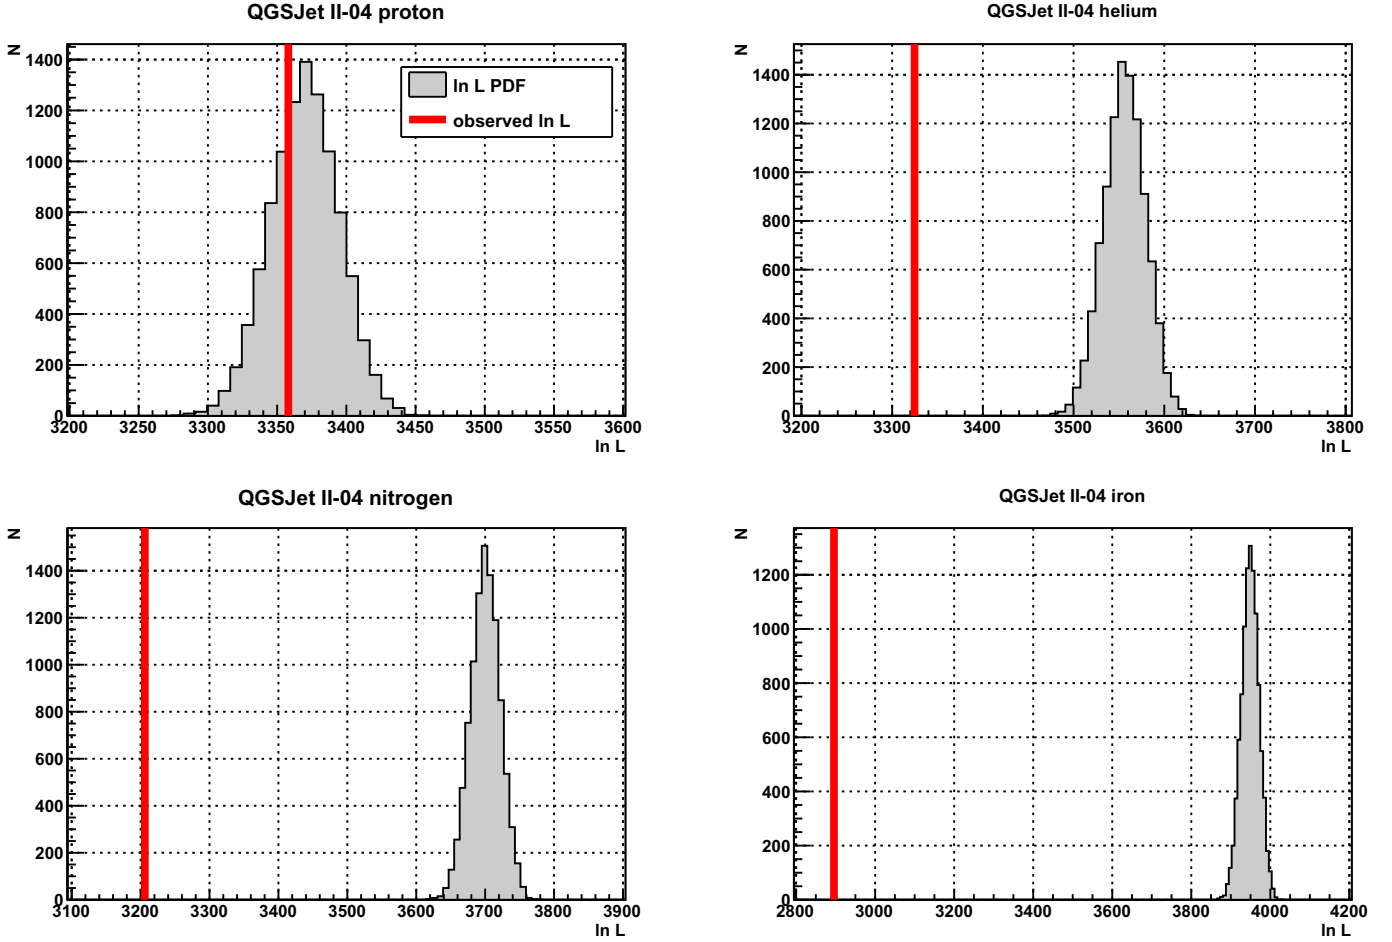 QGSJet II-04 proton
N
1400
1200
1000
800
600
400
200
0
3200 3250 3300 3350 3400 3450 3500 3550 3600
ln L
ln L PDF
observed ln L
QGSJet II-04 helium
N
1400
1200
1000
800
600
400
200
0
3200 3300 3400 3500 3600 3700 3800
ln L
QGSJet II-04 nitrogen
N
1400
1200
1000
800
600
400
200
0
3100 3200 3300 3400 3500 3600 3700 3800 3900
ln L
QGSJet II-04 iron
N
1200
1000
800
600
400
200
0
2800 3000 3200 3400 3600 3800 4000 4200
ln L